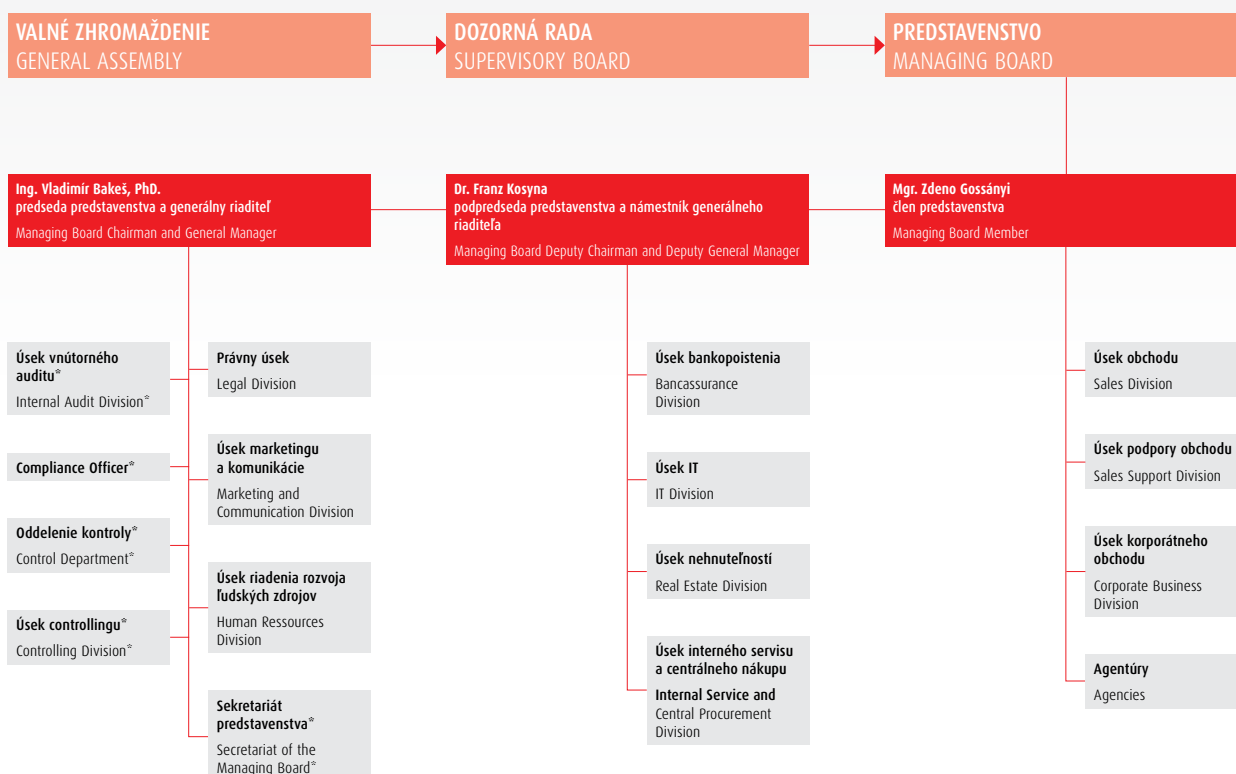 VALNÉ ZHROMAŽDENIE
GENERAL ASSEMBLY
DOZORNÁ RADA
SUPERVISORY BOARD
PREDSTAVENSTVO
MANAGING BOARD
Ing. Vladimír Bakeš, PhD.
predseda predstavenstva a generálny riaditeľ
Managing Board Chairman and General Manager
Dr. Franz Kosyna
podpredseda predstavenstva a námestník generálneho
riaditeľa
Managing Board Deputy Chairman and Deputy General Manager
Mgr. Zdeno Gossányi
člen predstavenstva
Managing Board Member
Úsek vnútorného
auditu*
Internal Audit Division*
Compliance Officer*
Oddelenie kontroly*
Control Department*
Úsek controllingu*
Controlling Division*
Právny úsek
Legal Division
Úsek marketingu
a komunikácie
Marketing and
Communication Division
Úsek riadenia rozvoja
ľudských zdrojov
Human Ressources
Division
Sekretariát
predstavenstva*
Secretariat of the
Managing Board*
Úsek bankopoistenia
Bancassurance
Division
Úsek IT
IT Division
Úsek nehnuteľností
Real Estate Division
Úsek interného servisu
a centrálneho nákupu
Internal Service and
Central Procurement
Division
Úsek obchodu
Sales Division
Úsek podpory obchodu
Sales Support Division
Úsek korporátneho
obchodu
Corporate Business
Division
Agentúry
Agencies